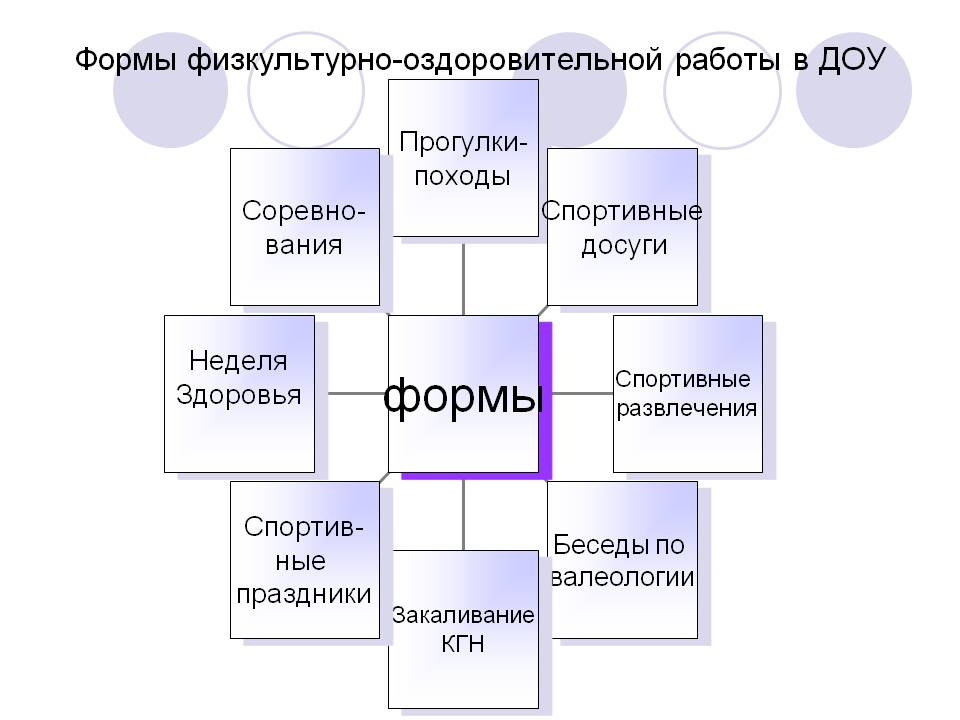 Формы физкультурно-оздоровительной работы в ДОУ
Прогулки-
походы
Спортивные
досуги
Спортивные
развлечения
Беседы по
валеологии
Закаливание
КГН
Спортив-
ные
праздники
Неделя
Здоровья
Соревно-
вания
формы